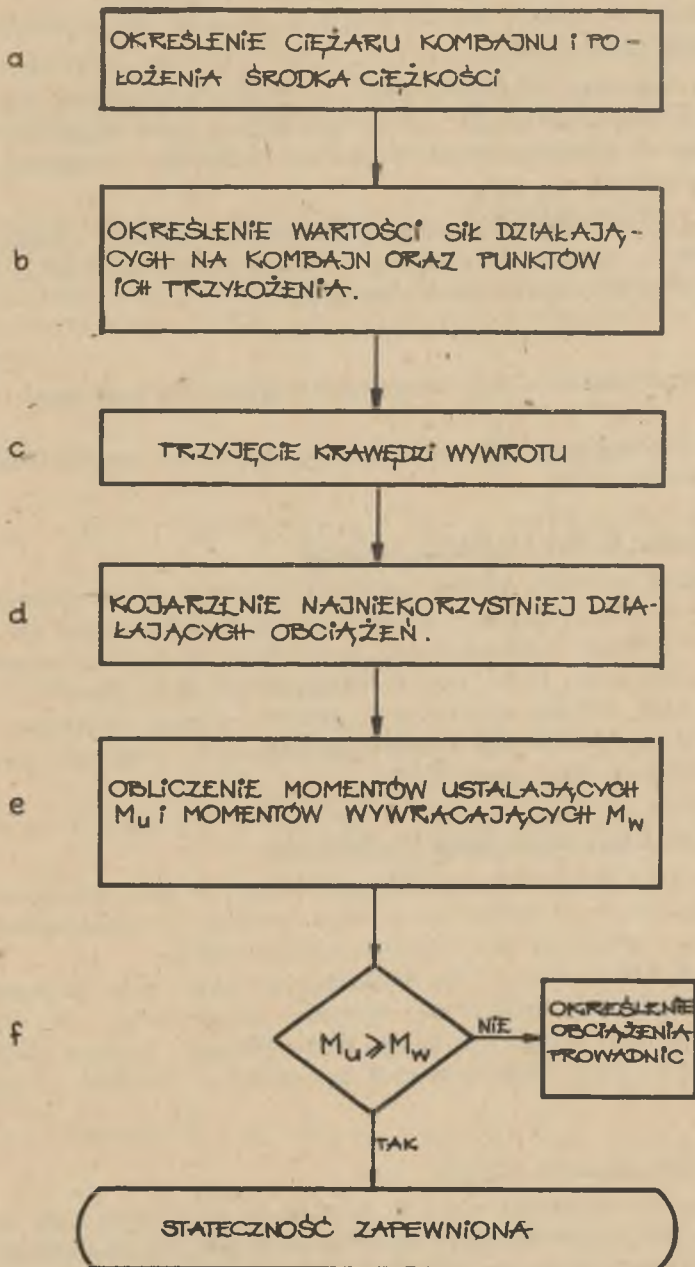 a
OKREŚLENIE CIĘŻARU KOMBAJNU i PO-
ŁOŻENIA ŚRODKA CIĘŻKOŚCI
b
OKREŚLENIE WARTOŚCI SIŁ DZIAŁAJĄ-
CYCH NA KOMBAJN ORAZ PUNKTÓW
ICH PRZYŁOŻENIA.
c
PRZYJĘCIE KRAWĘDZI WYWROTU
d
KOJARZENIE NAJNIEKORZYSTNIEJ DZIA-
ŁAJĄCYCH OBCIĄŻEŃ.
e
OBLICZENIE MOMENTÓW USTALAJĄCYCH
Mu i MOMENTÓW WYWRACAJĄCYCH Mw
f
Mu ⩾ Mw
NIE
OKREŚLENIE
OBCIĄŻENIA
PROWADNIC
TAK
STATECZNOŚĆ ZAPEWNIONA